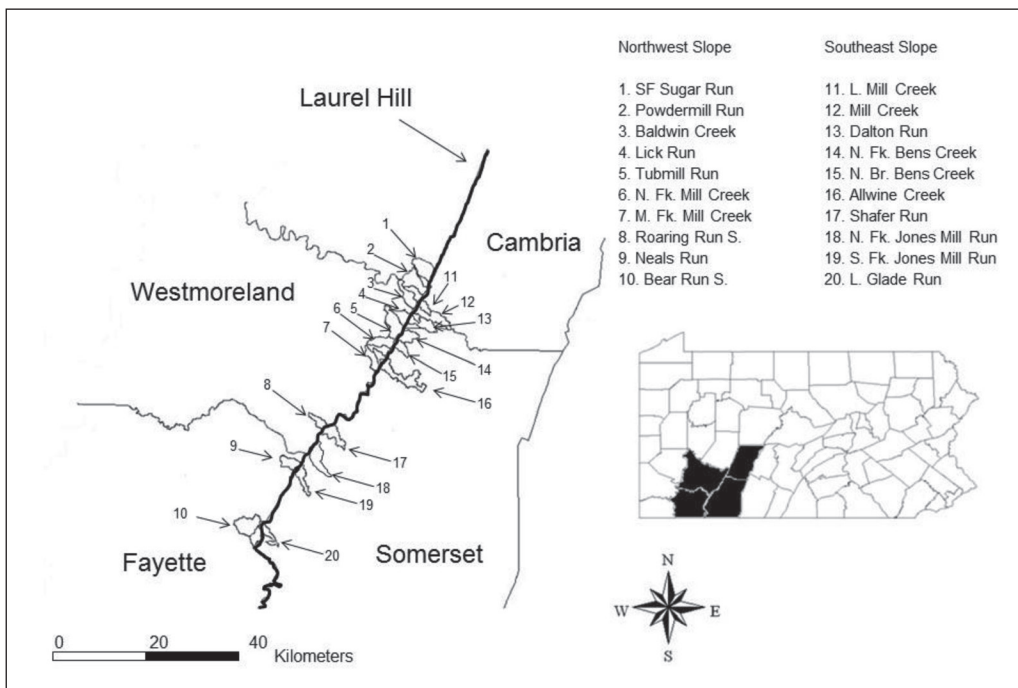 Northwest Slope
1. SF Sugar Run
2. Powdermill Run
3. Baldwin Creek
4. Lick Run
5. Tubmill Run
6. N. Fk. Mill Creek
7. M. Fk. Mill Creek
8. Roaring Run S.
9. Neals Run
10. Bear Run S.
Southeast Slope
11. L. Mill Creek
12. Mill Creek
13. Dalton Run
14. N. Fk. Bens Creek
15. N. Br. Bens Creek
16. Allwine Creek
17. Shafer Run
18. N. Fk. Jones Mill Run
19. S. Fk. Jones Mill Run
20. L. Glade Run
Laurel Hill
Cambria
Westmoreland
Fayette
Somerset
1
2
3
4
5
6
7
11
12
13
14
15
16
8
9
17
18
19
10
20
N
W E
S
0 20 40
Kilometers